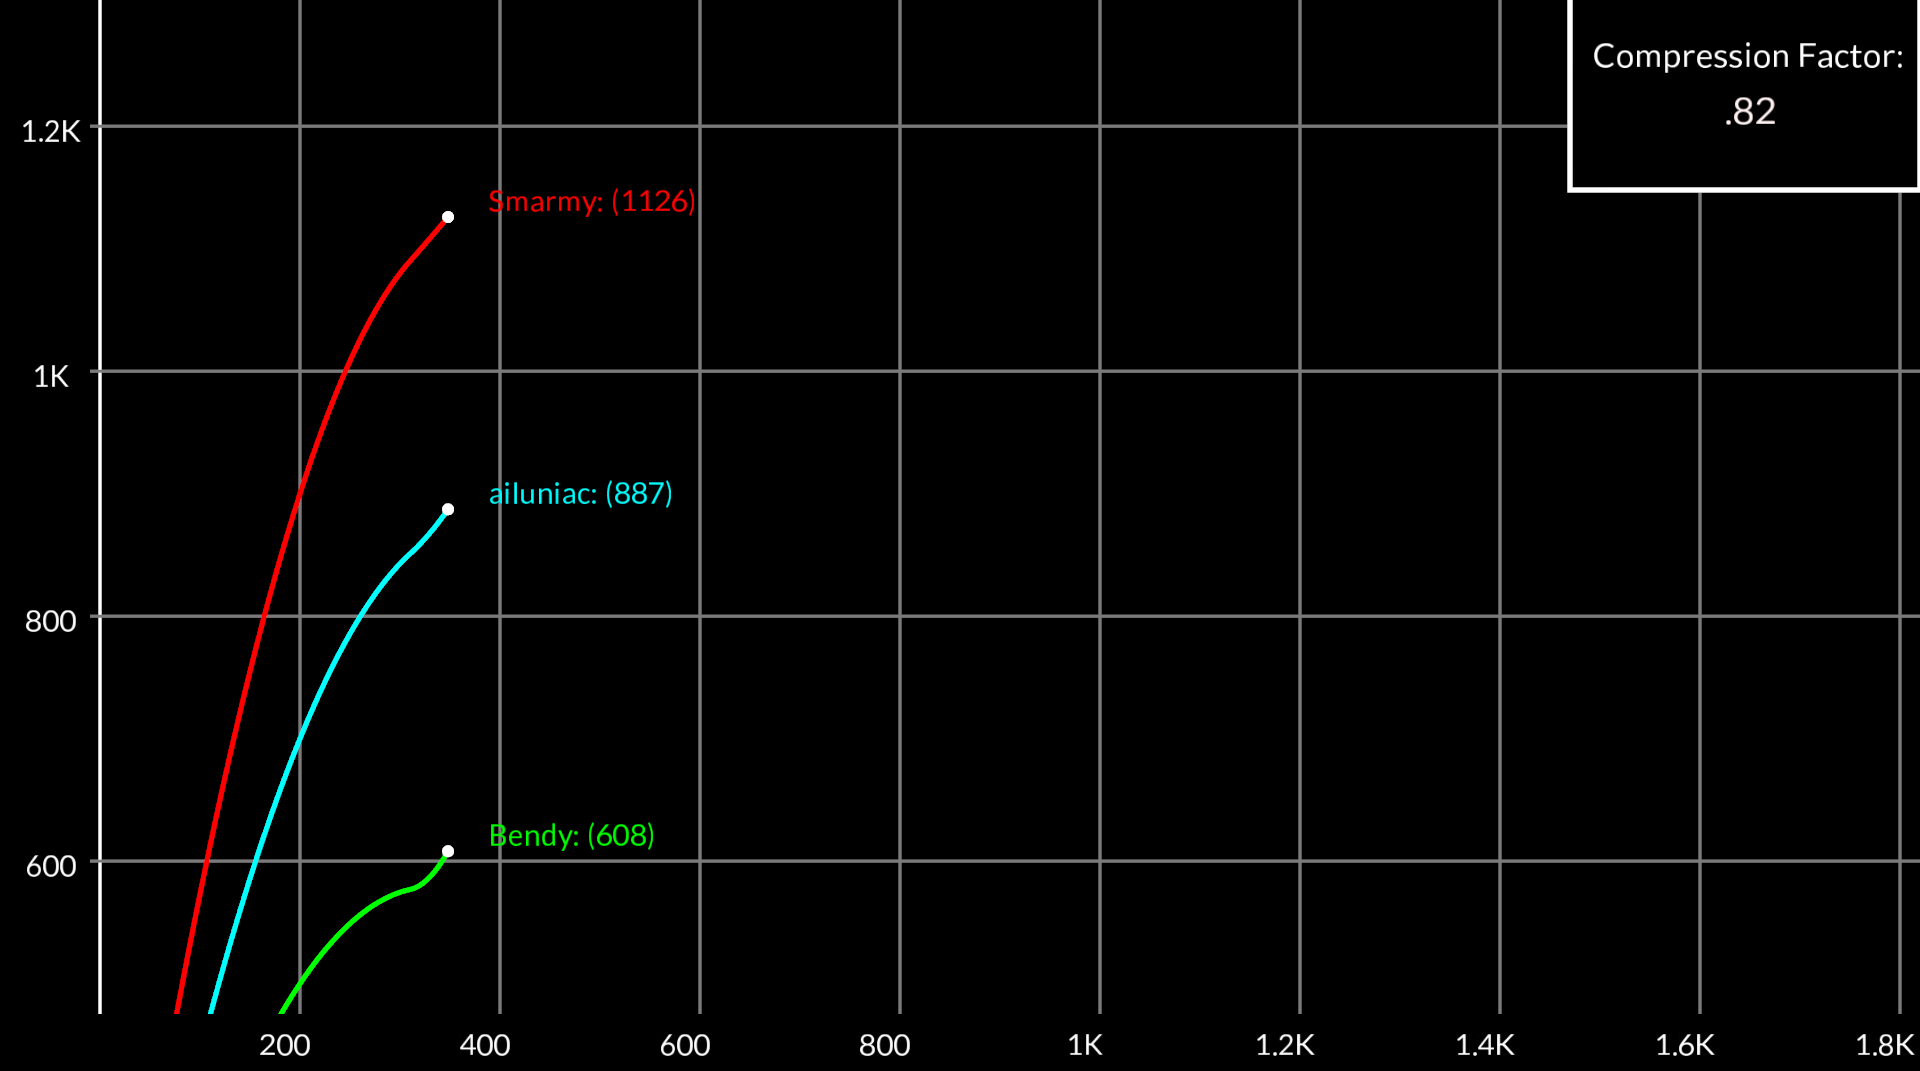 Compression Factor:
.82
1.2K
Smarmy: (1126)
1K
ailuniac: (887)
800
Bendy: (608)
600
200 400 600 800 1K 1.2K 1.4K 1.6K 1.8K